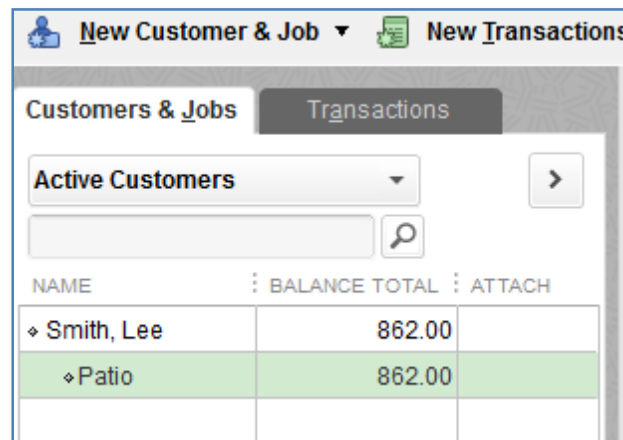 New Customer & Job New Transactions
Customers & Jobs Transactions
Active Customers
NAME BALANCE TOTAL ATTACH
Smith, Lee 862.00
Patio 862.00